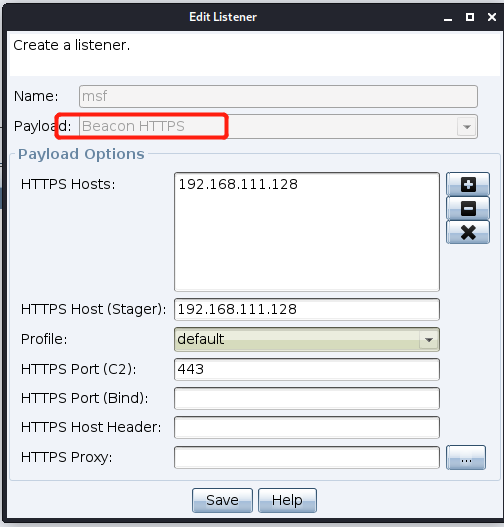 Edit Listener
Create a listener.
Name: msf
Payload: Beacon HTTPS
Payload Options
HTTPS Hosts: 192.168.111.128
HTTPS Host (Stager): 192.168.111.128
Profile: default
HTTPS Port (C2): 443
HTTPS Port (Bind):
HTTPS Host Header:
HTTPS Proxy: ...
Save Help